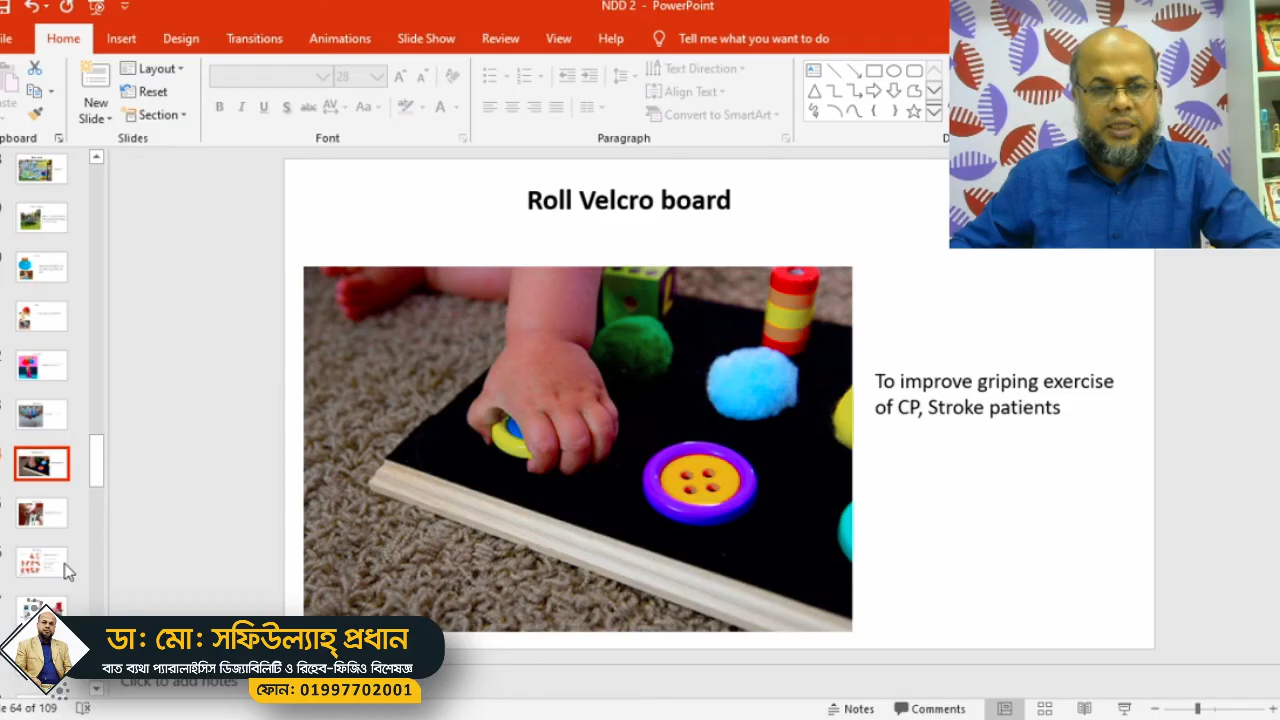 NDD 2 - PowerPoint
Home Insert Design Transitions Animations Slide Show Review View Help Tell me what you want to do
New Slide
Layout
Reset
Section
28
Text Direction
Align Text
Convert to SmartArt
Slides Font Paragraph
Roll Velcro board
To improve griping exercise
of CP, Stroke patients
ডা: মো: সফিউল্যাহ্ প্রধান
বাত ব্যথা প্যারালাইসিস ডিজ্যাবিলিটি ও রিহেব-ফিজিও বিশেষজ্ঞ
ফোন: 01997702001
Click to add notes
64 of 109
Notes Comments